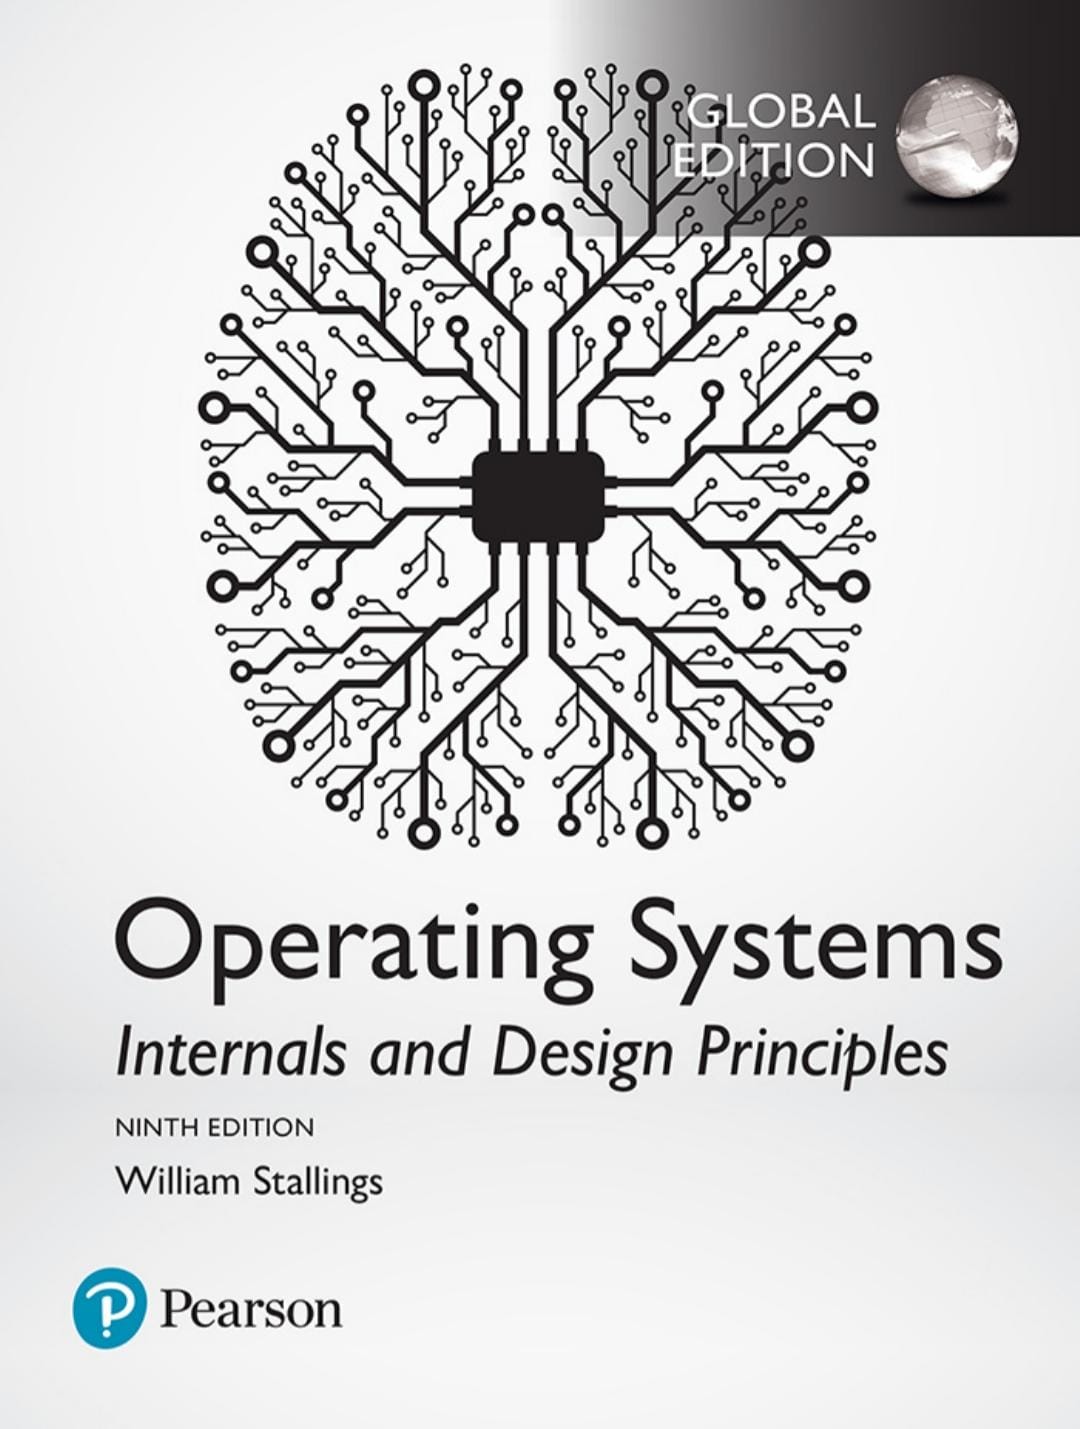 GLOBAL
EDITION
Operating Systems
Internals and Design Principles
NINTH EDITION
William Stallings
Pearson